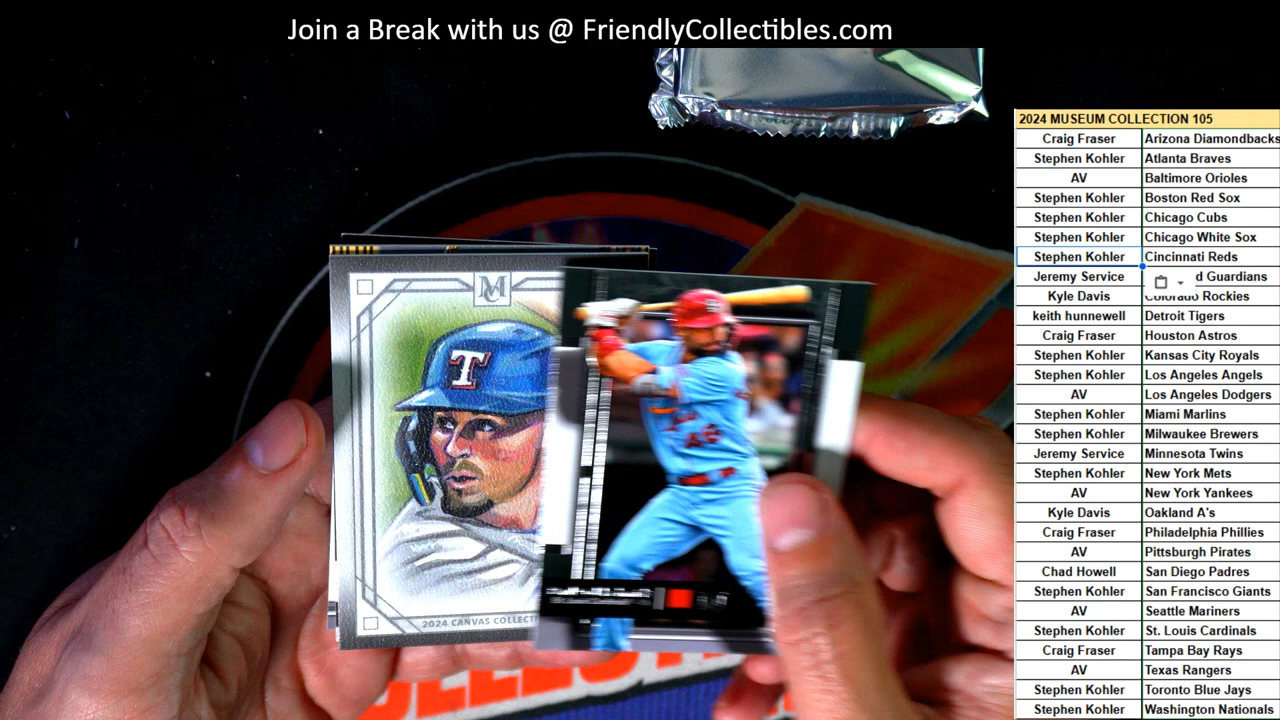 Join a Break with us @ FriendlyCollectibles.com
2024 MUSEUM COLLECTION 105
Craig Fraser Arizona Diamondbacks
Stephen Kohler Atlanta Braves
AV Baltimore Orioles
Stephen Kohler Boston Red Sox
Stephen Kohler Chicago Cubs
Stephen Kohler Chicago White Sox
Stephen Kohler Cincinnati Reds
Jeremy Service d Guardians
Kyle Davis Colorado Rockies
keith hunnewell Detroit Tigers
Craig Fraser Houston Astros
Stephen Kohler Kansas City Royals
Stephen Kohler Los Angeles Angels
AV Los Angeles Dodgers
Stephen Kohler Miami Marlins
Stephen Kohler Milwaukee Brewers
Jeremy Service Minnesota Twins
Stephen Kohler New York Mets
AV New York Yankees
Kyle Davis Oakland A's
Craig Fraser Philadelphia Phillies
AV Pittsburgh Pirates
Chad Howell San Diego Padres
Stephen Kohler San Francisco Giants
AV Seattle Mariners
Stephen Kohler St. Louis Cardinals
Craig Fraser Tampa Bay Rays
AV Texas Rangers
Stephen Kohler Toronto Blue Jays
Stephen Kohler Washington Nationals
MC
T
2024 CANVAS COLLECTI